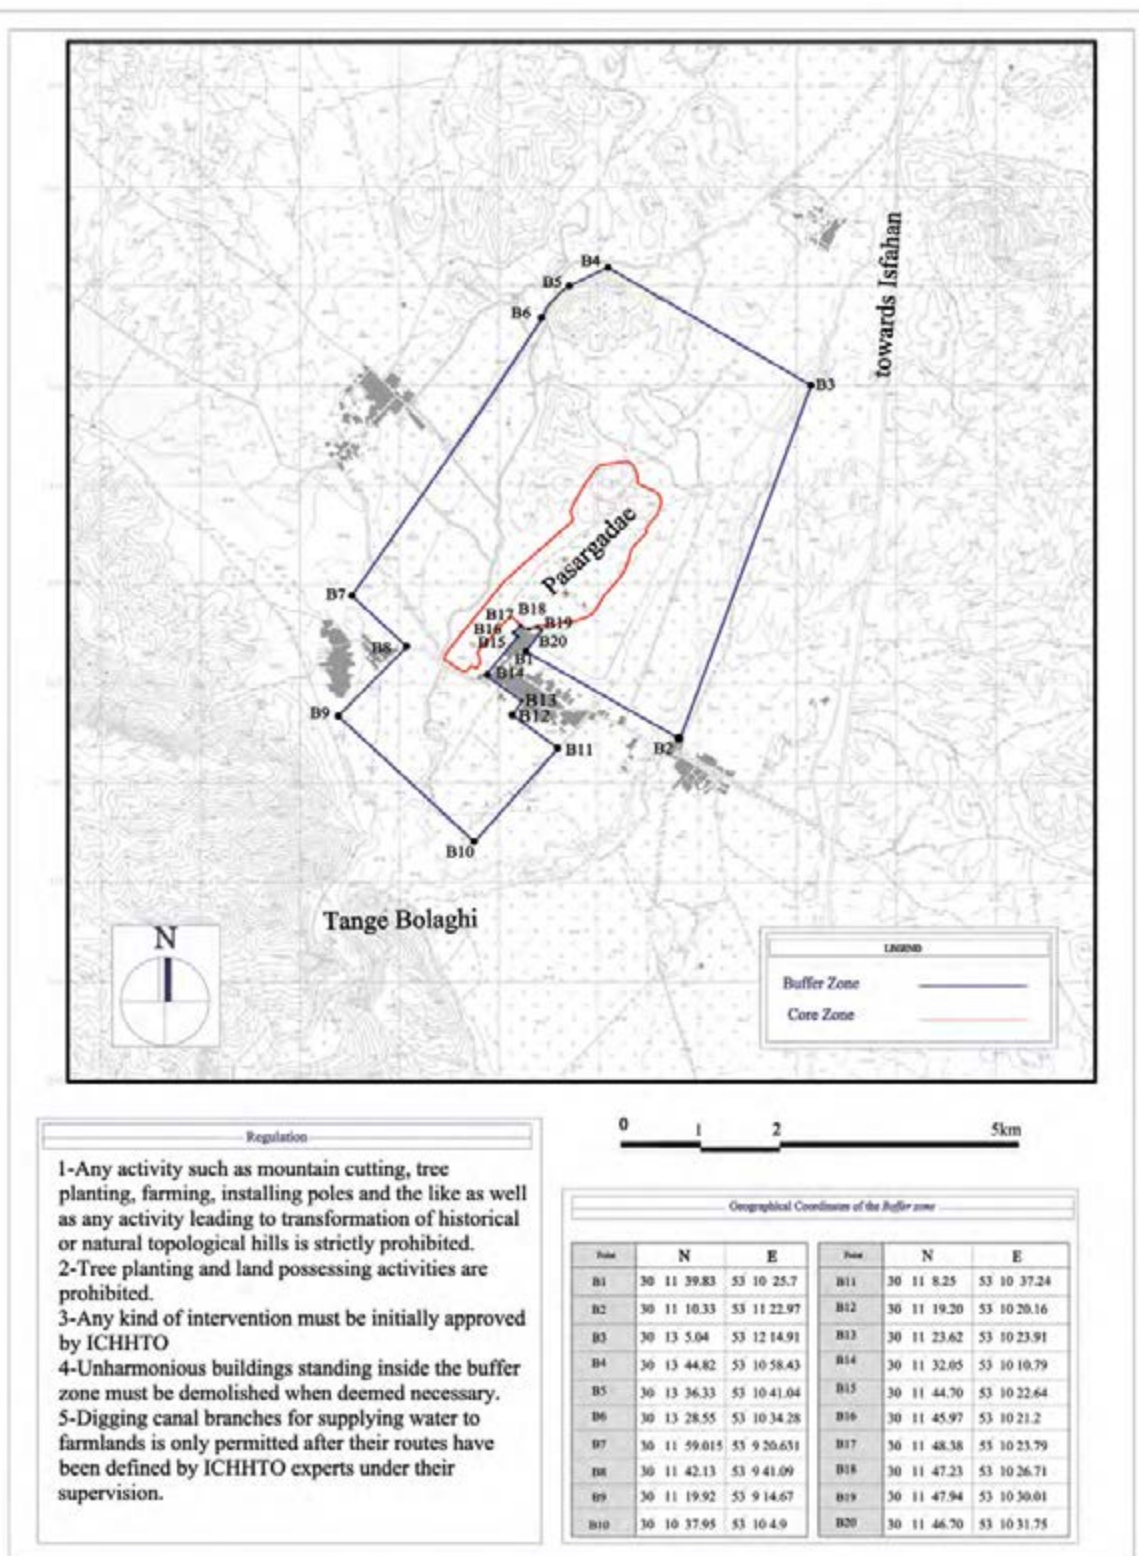 B4
B5
B6
towards Isfahan
B3
Pasargadae
B7
B17
B18
B16
B19
B15
B20
B8
B1
B14
B13
B9
B12
B11
B2
B10
Tange Bolaghi
N
LEGEND
Buffer Zone
Core Zone
0 1 2 5km
Regulation
1-Any activity such as mountain cutting, tree
planting, farming, installing poles and the like as well
as any activity leading to transformation of historical
or natural topological hills is strictly prohibited.
2-Tree planting and land possessing activities are
prohibited.
3-Any kind of intervention must be initially approved
by ICHHTO
4-Unharmonious buildings standing inside the buffer
zone must be demolished when deemed necessary.
5-Digging canal branches for supplying water to
farmlands is only permitted after their routes have
been defined by ICHHTO experts under their
supervision.
Geographical Coordinates of the Buffer zone
Point N E Point N E
B1 30 11 39.83 53 10 25.7 B11 30 11 8.25 53 10 37.24
B2 30 11 10.33 53 11 22.97 B12 30 11 19.20 53 10 20.16
B3 30 13 5.04 53 12 14.91 B13 30 11 23.62 53 10 23.91
B4 30 13 44.82 53 10 58.43 B14 30 11 32.05 53 10 10.79
B5 30 13 36.33 53 10 41.04 B15 30 11 44.70 53 10 22.64
B6 30 13 28.55 53 10 34.28 B16 30 11 45.97 53 10 21.2
B7 30 11 59.015 53 9 20.631 B17 30 11 48.38 53 10 23.79
B8 30 11 42.13 53 9 41.09 B18 30 11 47.23 53 10 26.71
B9 30 11 19.92 53 9 14.67 B19 30 11 47.94 53 10 30.01
B10 30 10 37.95 53 10 4.9 B20 30 11 46.70 53 10 31.75